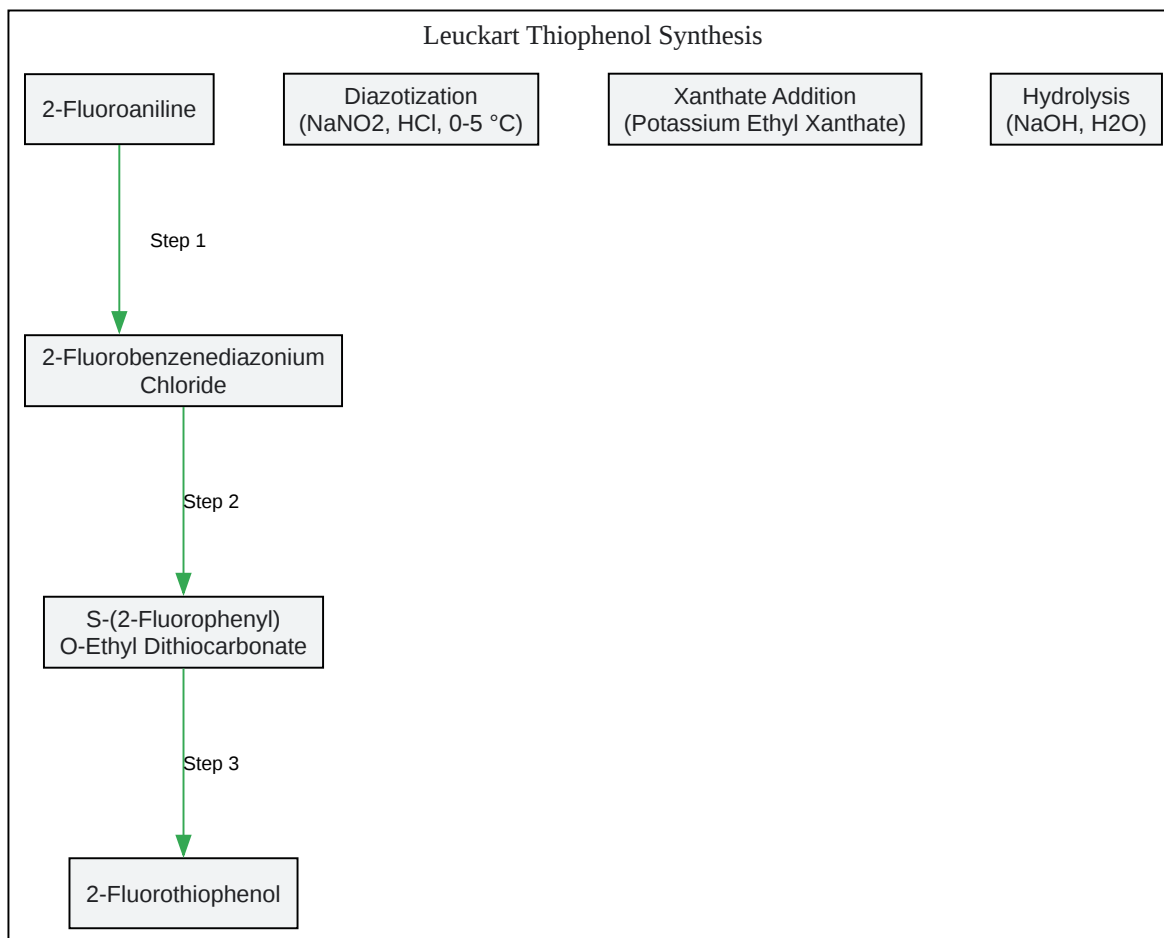 Leuckart Thiophenol Synthesis
2-Fluoroaniline
Diazotization
(NaNO2, HCl, 0-5 °C)
Xanthate Addition
(Potassium Ethyl Xanthate)
Hydrolysis
(NaOH, H2O)
Step 1
2-Fluorobenzenediazonium
Chloride
Step 2
S-(2-Fluorophenyl)
O-Ethyl Dithiocarbonate
Step 3
2-Fluorothiophenol